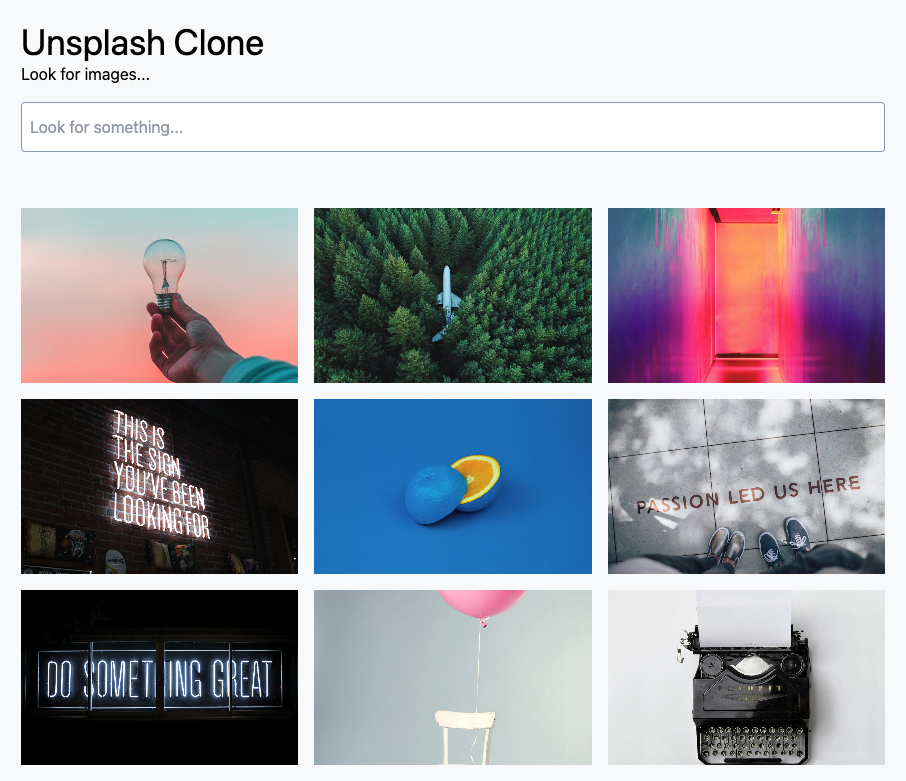 Unsplash Clone
Look for images...
Look for something...
THIS IS
THE SIGN
YOU'VE BEEN
LOOKING FOR
PASSION LED US HERE
DO SOMETHING GREAT